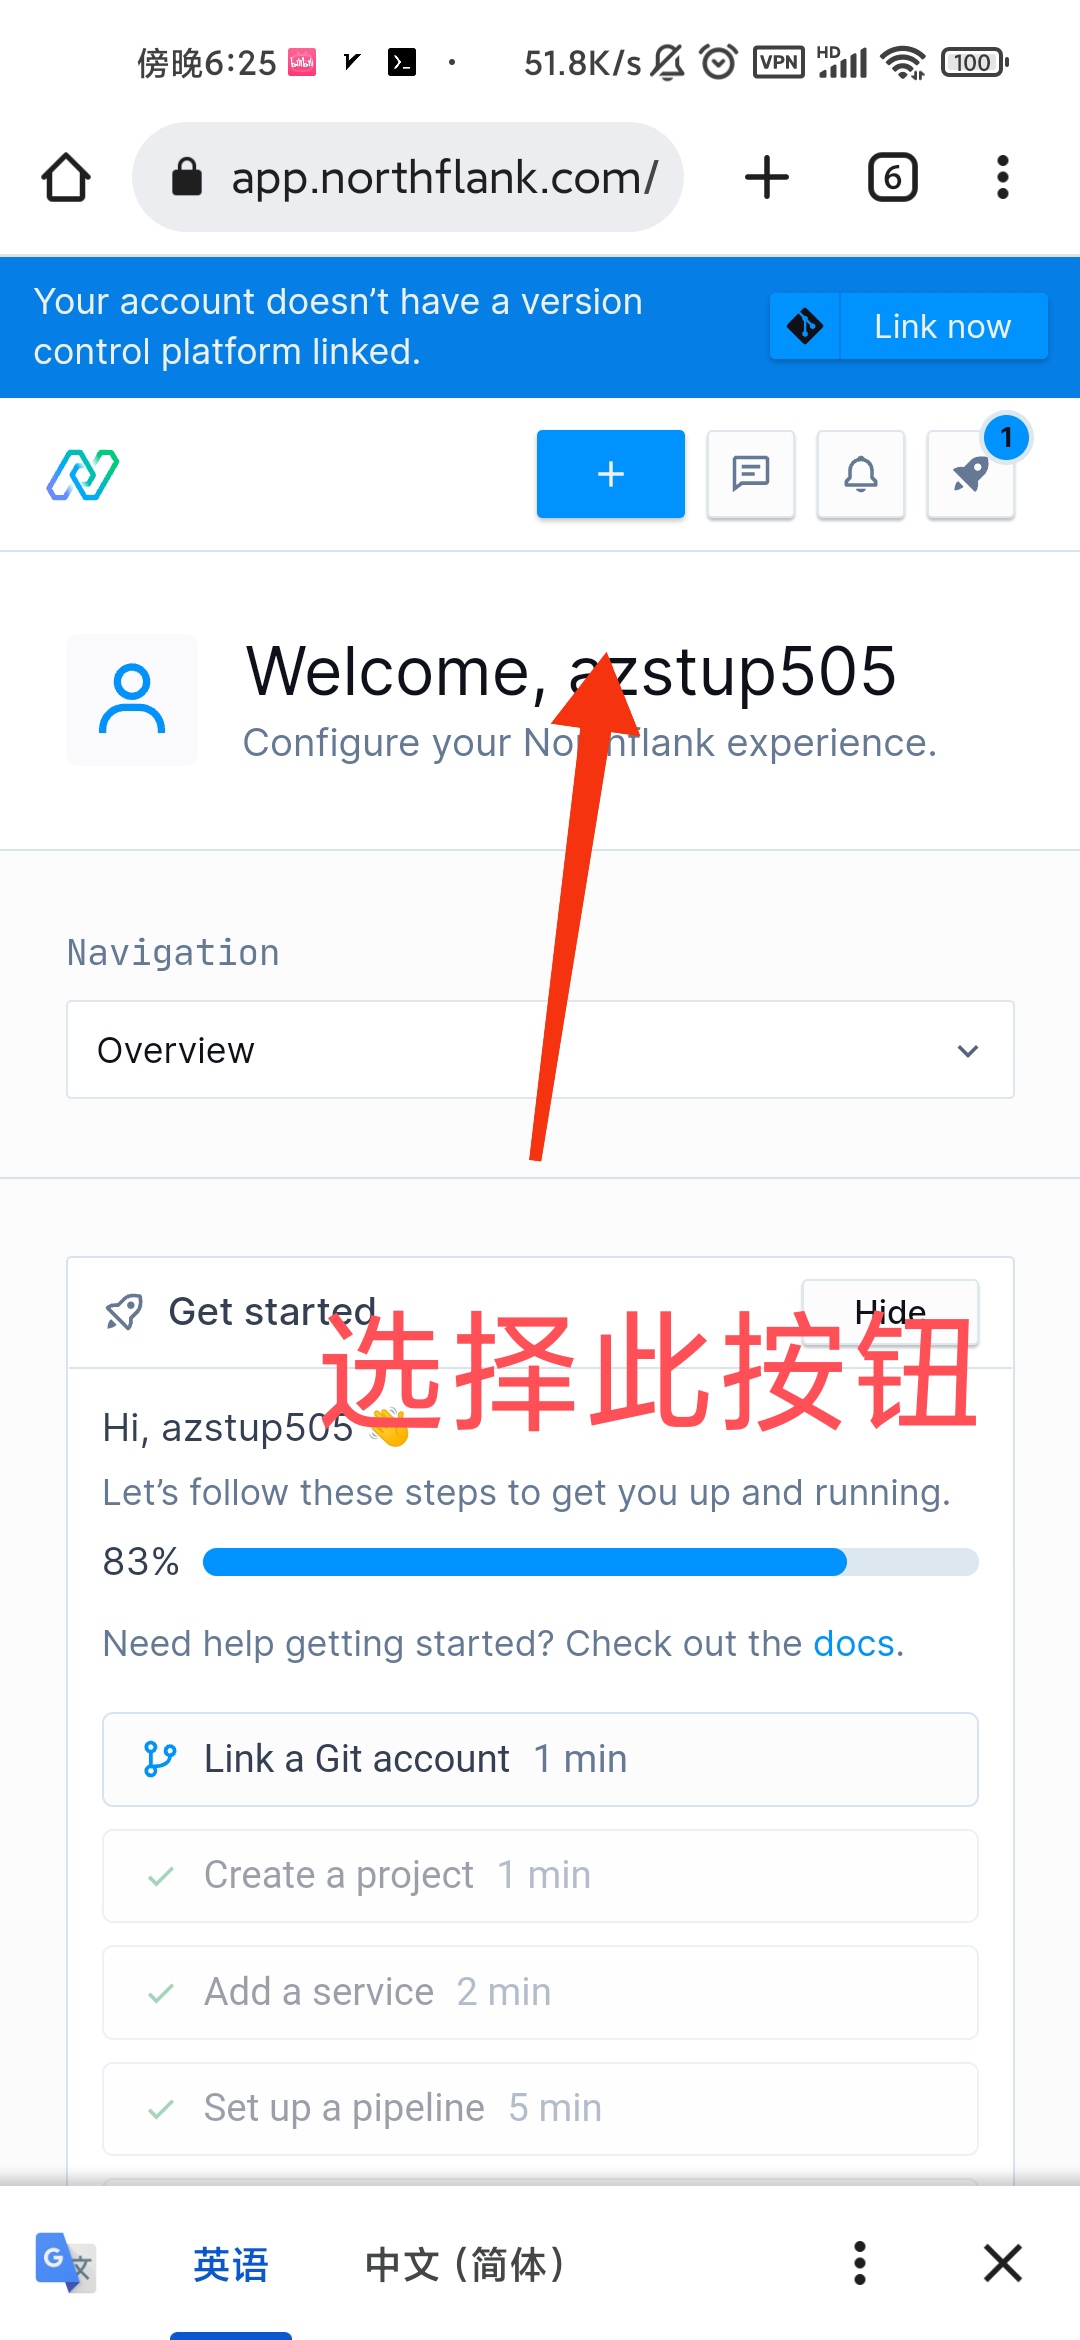 傍晚6:25 bilibili 51.8K/s VPN HD 100
app.northflank.com/ 6
Your account doesn't have a version
control platform linked.
Link now
1
Welcome, azstup505
Configure your Northflank experience.
Navigation
Overview
Get started
Hide
选择此按钮
Hi, azstup505 👋
Let's follow these steps to get you up and running.
83%
Need help getting started? Check out the docs.
Link a Git account 1 min
Create a project 1 min
Add a service 2 min
Set up a pipeline 5 min
G 文 英语 中文 (简体)